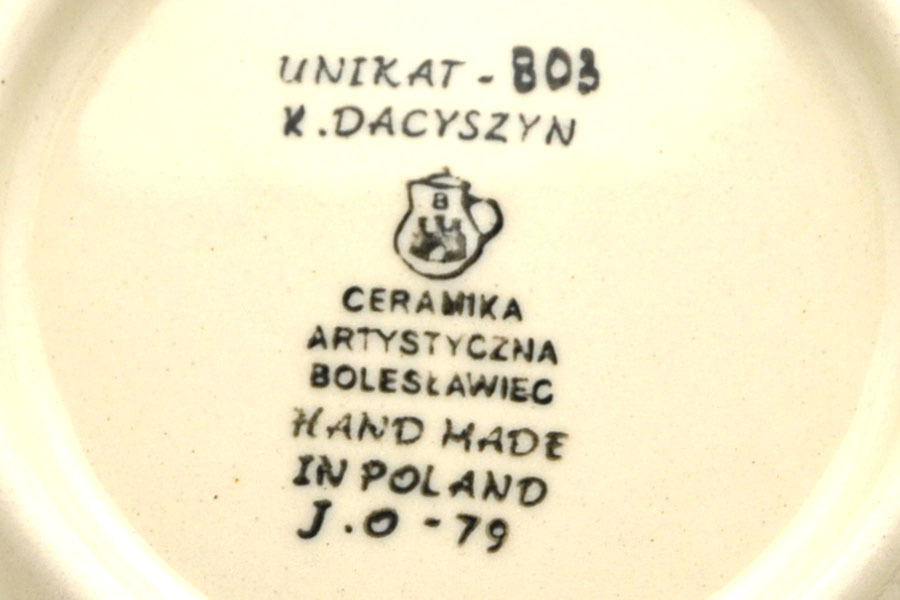 UNIKAT - 803
K.DACYSZYN
B
CERAMIKA
ARTYSTYCZNA
BOLESŁAWIEC
HAND MADE
IN POLAND
J.O - 79